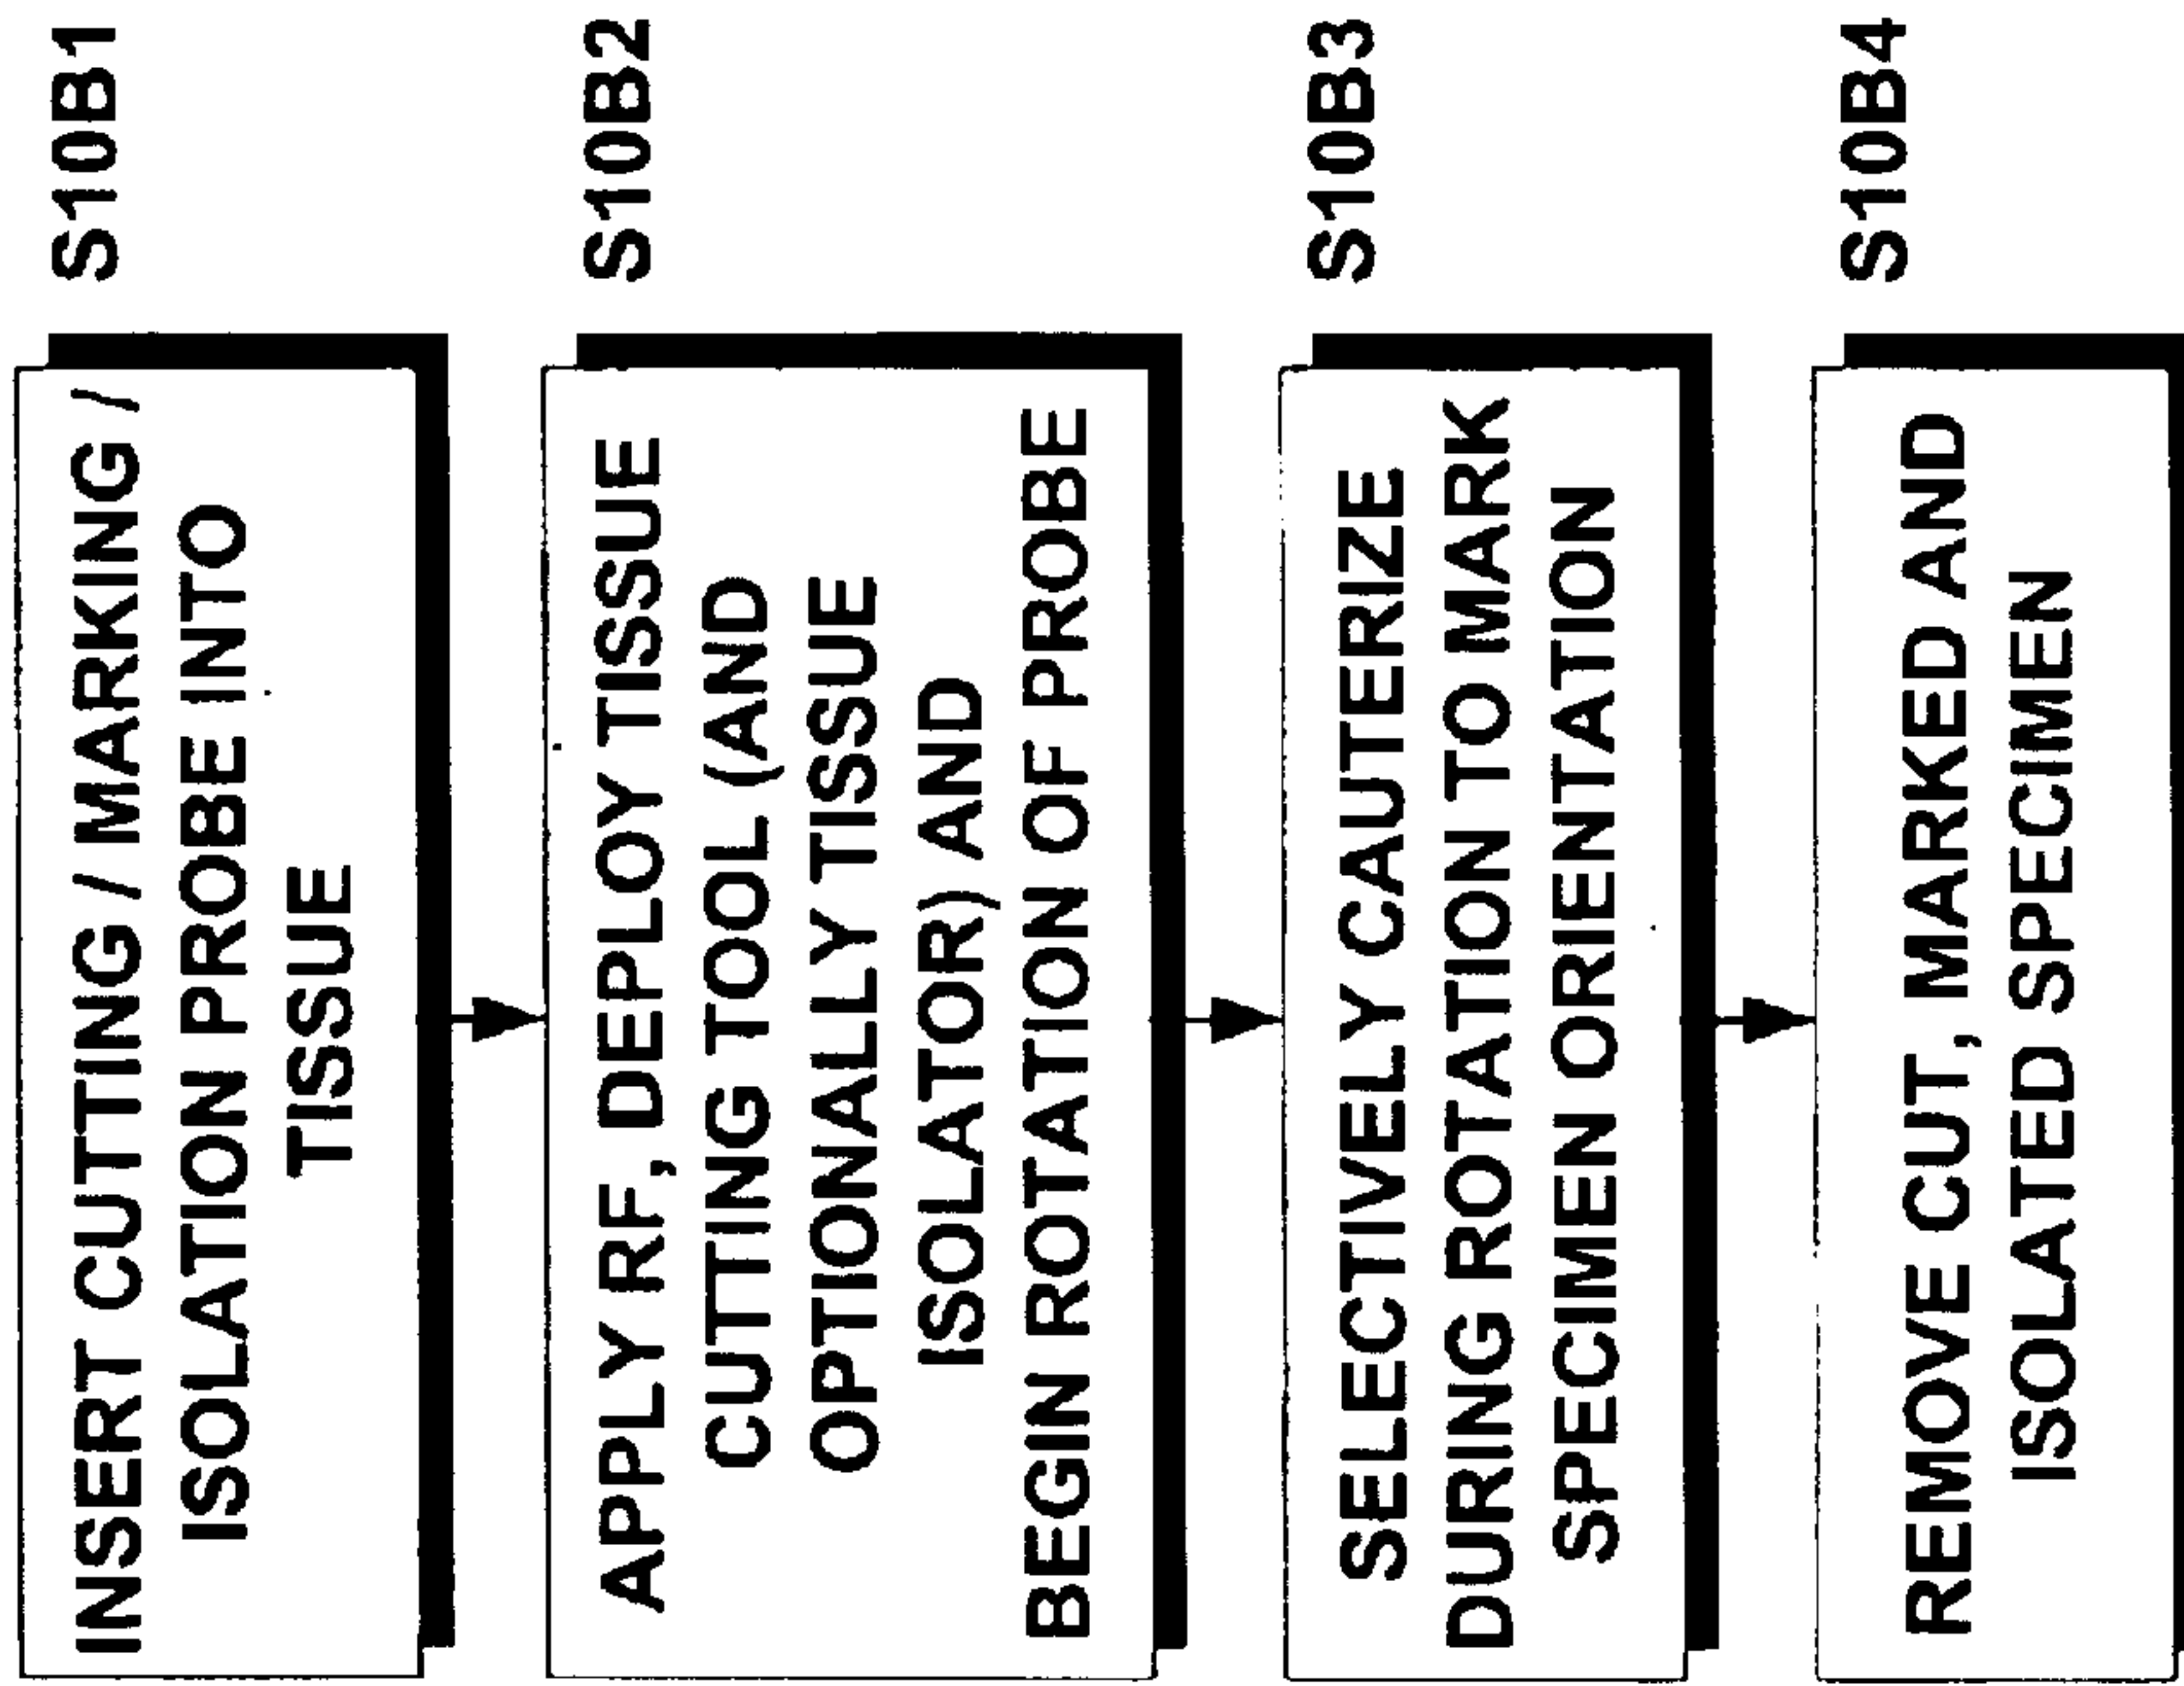 INSERT CUTTING / MARKING /
ISOLATION PROBE INTO
TISSUE
S10B1
APPLY RF, DEPLOY TISSUE
CUTTING TOOL (AND
OPTIONALLY TISSUE
ISOLATOR) AND
BEGIN ROTATION OF PROBE
S10B2
SELECTIVELY CAUTERIZE
DURING ROTATION TO MARK
SPECIMEN ORIENTATION
S10B3
REMOVE CUT, MARKED AND
ISOLATED SPECIMEN
S10B4